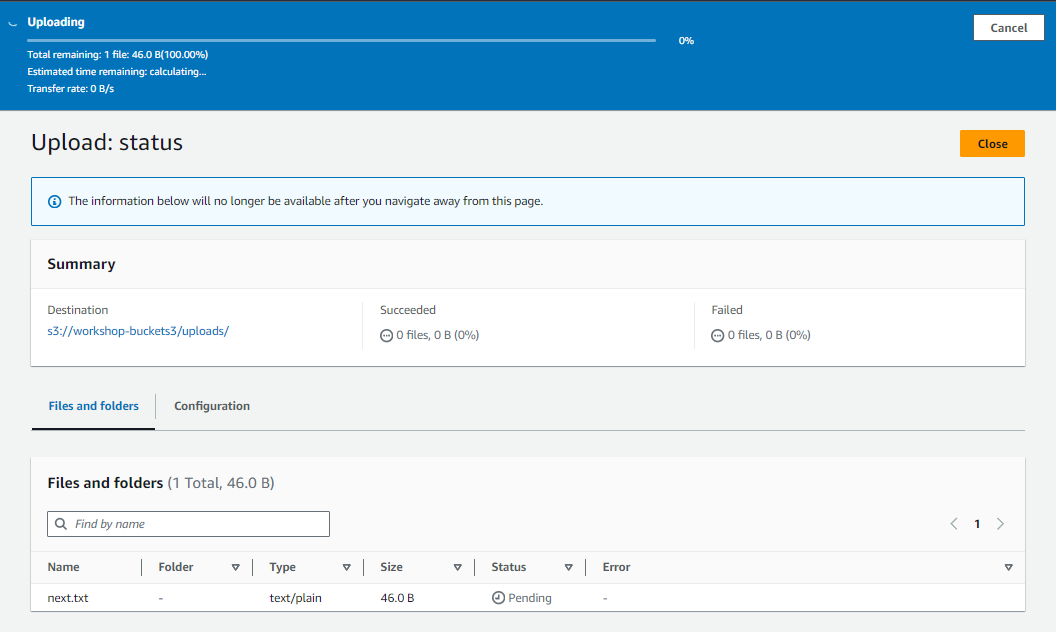 Uploading
Cancel
0%
Total remaining: 1 file: 46.0 B(100.00%)
Estimated time remaining: calculating...
Transfer rate: 0 B/s
Upload: status
Close
The information below will no longer be available after you navigate away from this page.
Summary
Destination
s3://workshop-buckets3/uploads/
Succeeded
0 files, 0 B (0%)
Failed
0 files, 0 B (0%)
Files and folders
Configuration
Files and folders (1 Total, 46.0 B)
Find by name
1
Name Folder Type Size Status Error
next.txt - text/plain 46.0 B Pending -